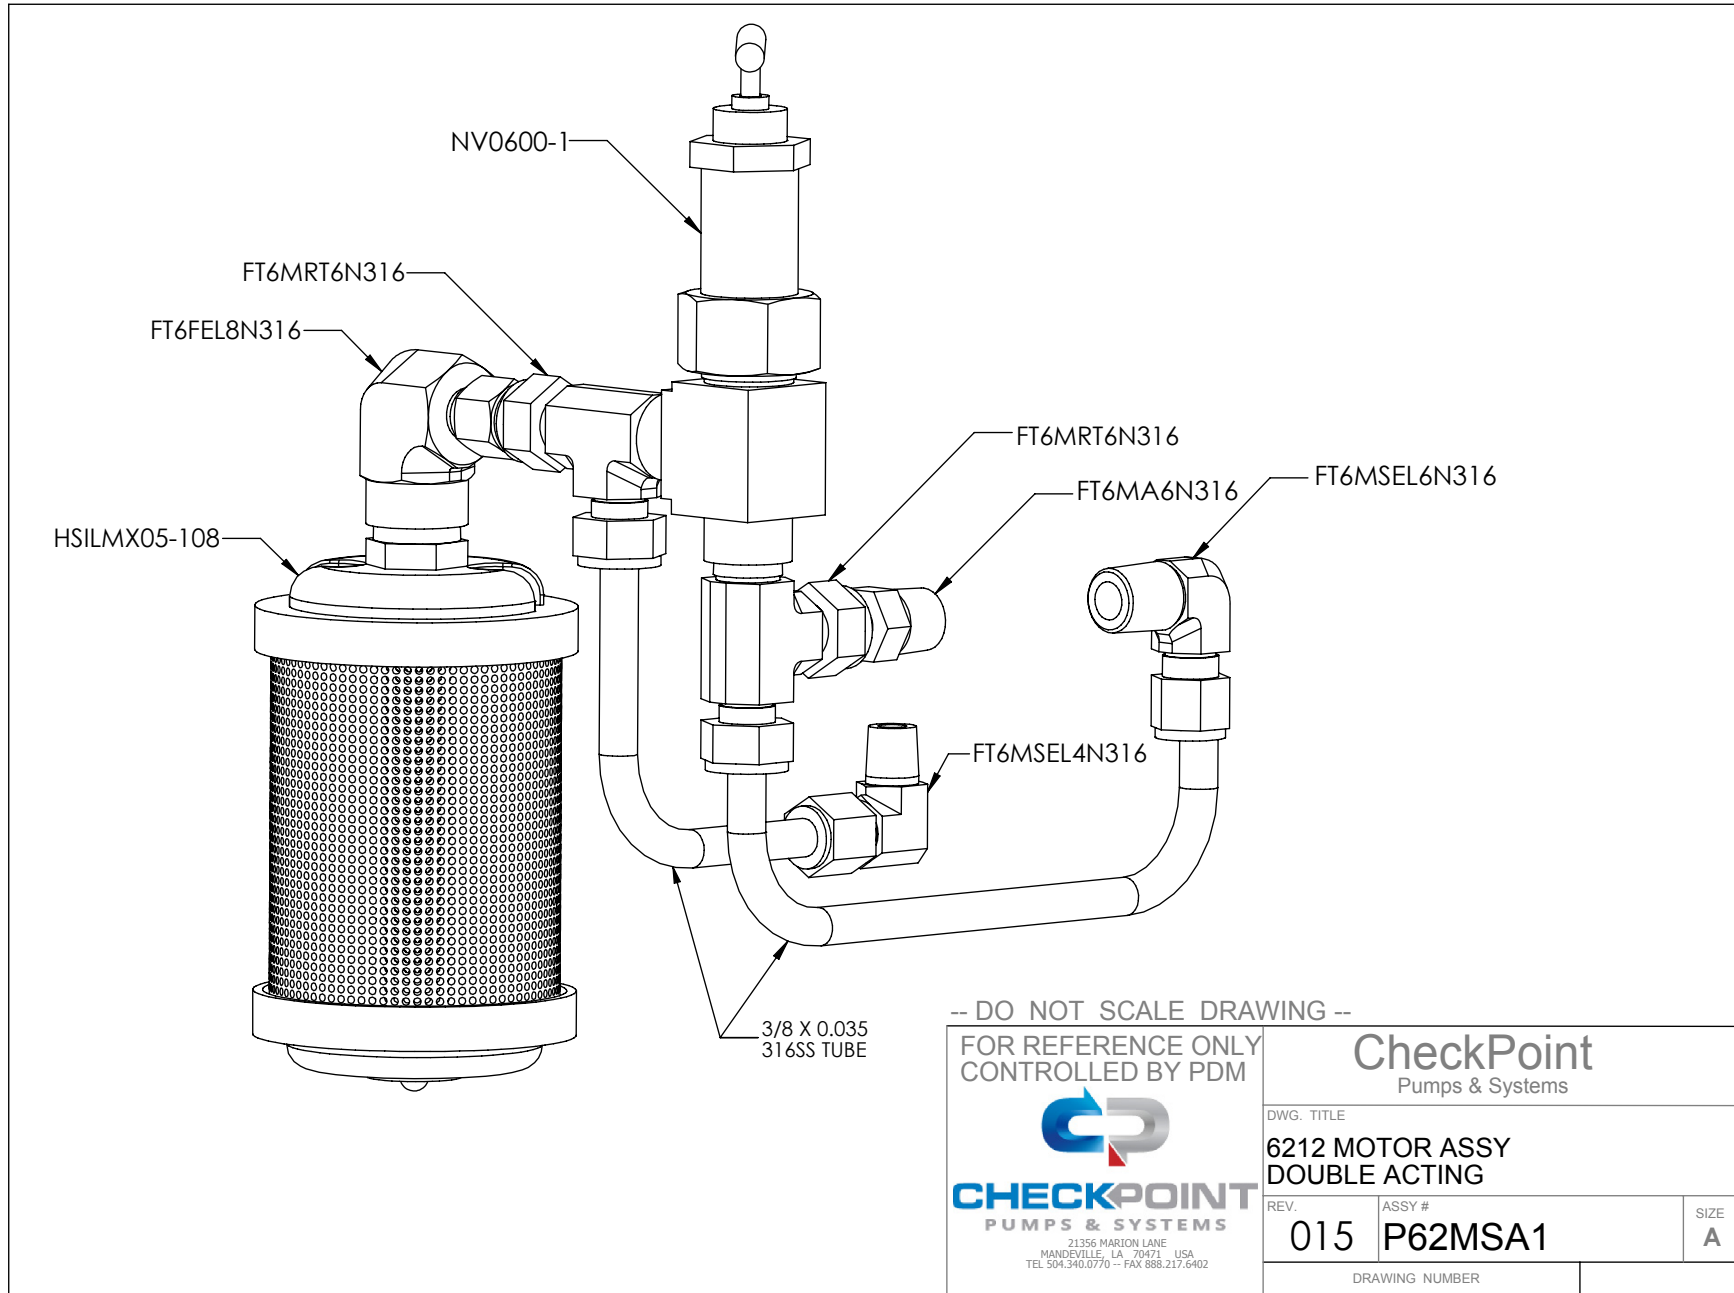 NV0600-1
FT6MRT6N316
FT6FEL8N316
HSILMX05-108
FT6MRT6N316
FT6MA6N316
FT6MSEL6N316
FT6MSEL4N316
3/8 X 0.035
316SS TUBE
-- DO NOT SCALE DRAWING --
FOR REFERENCE ONLY
CONTROLLED BY PDM
CHECKPOINT
PUMPS & SYSTEMS
21356 MARION LANE
MANDEVILLE, LA 70471 USA
TEL 504.340.0770 -- FAX 888.217.6402
CheckPoint
Pumps & Systems
DWG. TITLE
6212 MOTOR ASSY
DOUBLE ACTING
REV.
015
ASSY #
P62MSA1
SIZE
A
DRAWING NUMBER